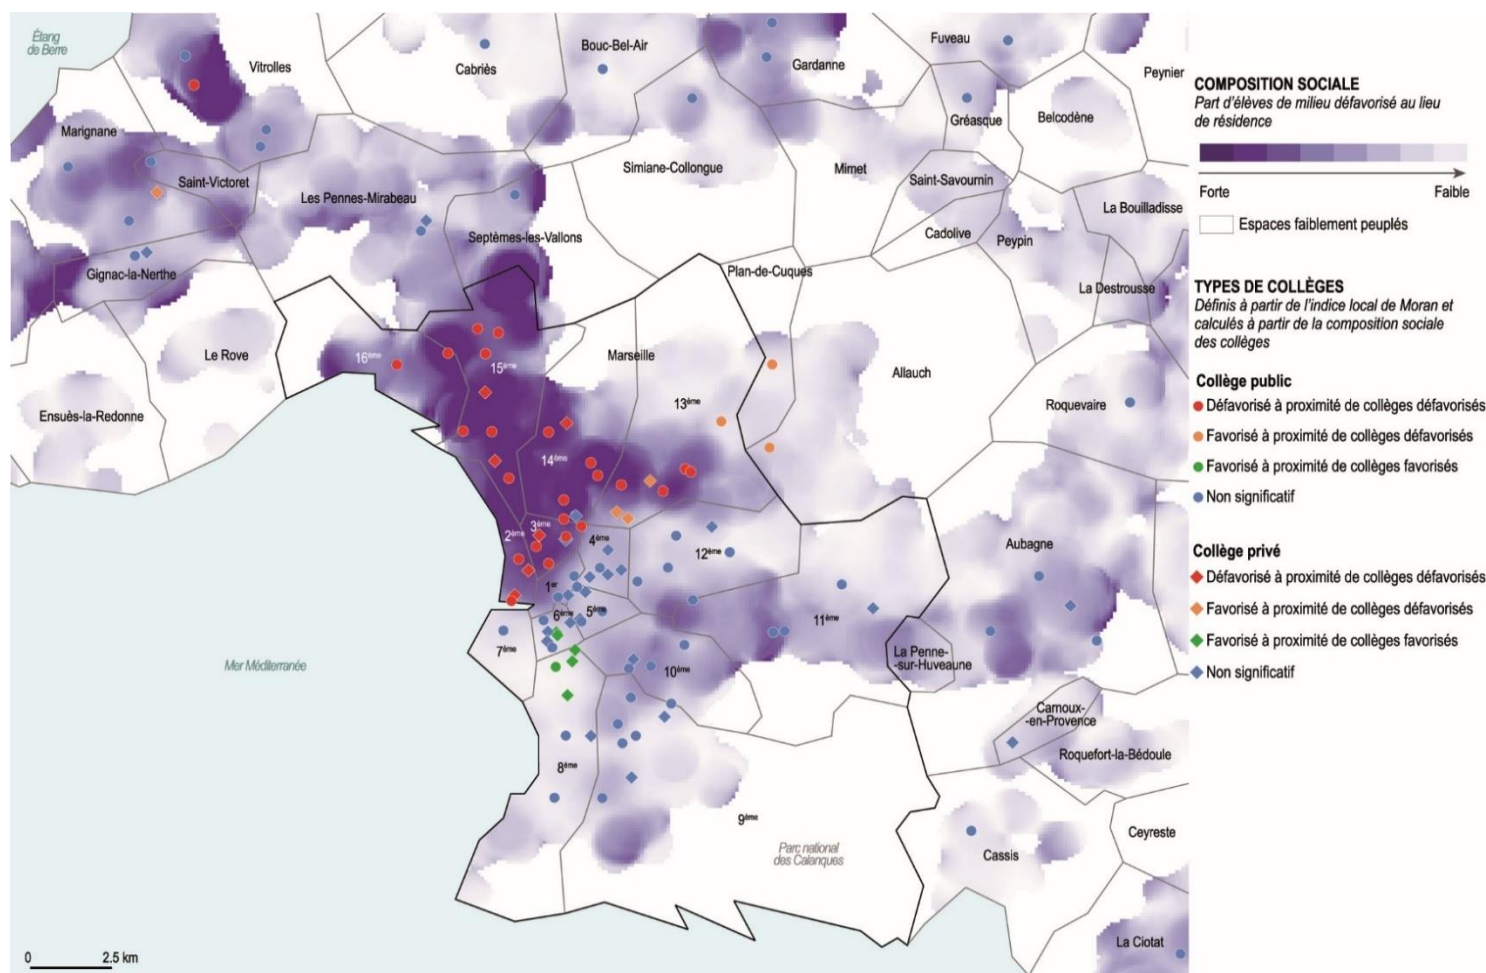 Étang
de Berre
Vitrolles
Cabriès
Bouc-Bel-Air
Gardanne
Fuveau
Peynier
Marignane
Gréasque
Belcodène
Saint-Victoret
Les Pennes-Mirabeau
Simiane-Collongue
Mimet
Saint-Savournin
La Bouilladisse
Septèmes-les-Vallons
Cadolive
Peypin
Gignac-la-Nerthe
Plan-de-Cuques
La Destrousse
Le Rove
16ème
15ème
Marseille
Allauch
Ensuès-la-Redonne
13ème
Roquevaire
14ème
2ème
3ème
4ème
12ème
Aubagne
1er
5ème
6ème
11ème
7ème
La Penne-
-sur-Huveaune
Mer Méditerranée
10ème
Carnoux-
-en-Provence
Roquefort-la-Bédoule
8ème
9ème
Parc national
des Calanques
Cassis
Ceyreste
La Ciotat
0 2.5 km
COMPOSITION SOCIALE
Part d'élèves de milieu défavorisé au lieu
de résidence
Forte Faible
Espaces faiblement peuplés
TYPES DE COLLÈGES
Définis à partir de l'indice local de Moran et
calculés à partir de la composition sociale
des collèges
Collège public
Défavorisé à proximité de collèges défavorisés
Favorisé à proximité de collèges défavorisés
Favorisé à proximité de collèges favorisés
Non significatif
Collège privé
Défavorisé à proximité de collèges défavorisés
Favorisé à proximité de collèges défavorisés
Favorisé à proximité de collèges favorisés
Non significatif